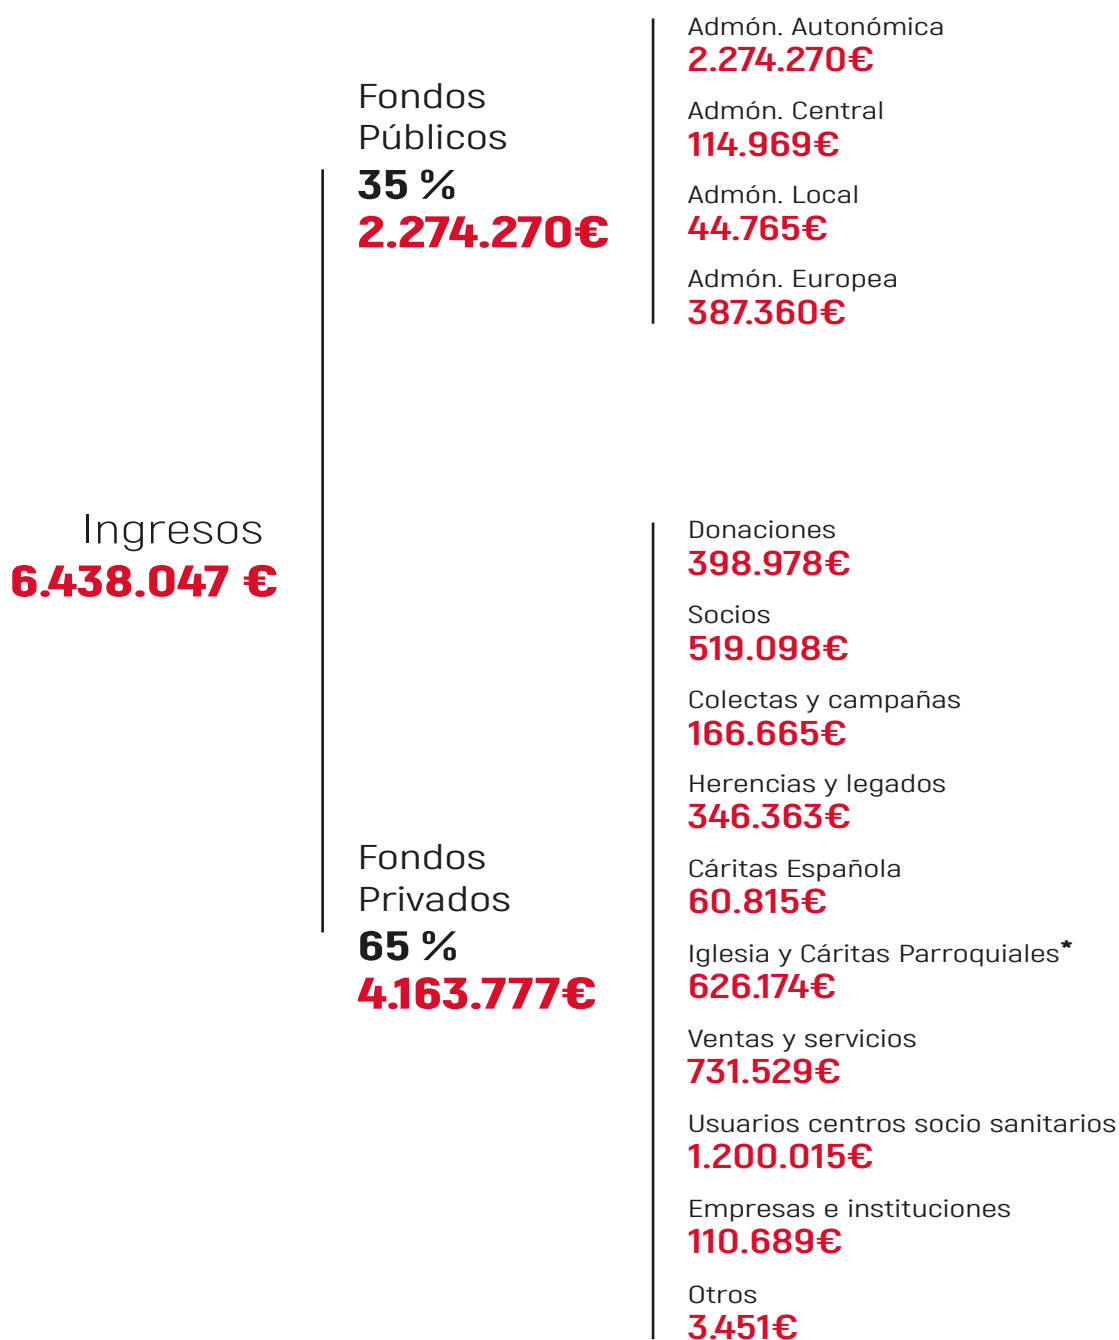 Ingresos
6.438.047 €
Fondos
Públicos
35 %
2.274.270€
Admón. Autonómica
2.274.270€
Admón. Central
114.969€
Admón. Local
44.765€
Admón. Europea
387.360€
Fondos
Privados
65 %
4.163.777€
Donaciones
398.978€
Socios
519.098€
Colectas y campañas
166.665€
Herencias y legados
346.363€
Cáritas Española
60.815€
Iglesia y Cáritas Parroquiales*
626.174€
Ventas y servicios
731.529€
Usuarios centros socio sanitarios
1.200.015€
Empresas e instituciones
110.689€
Otros
3.451€